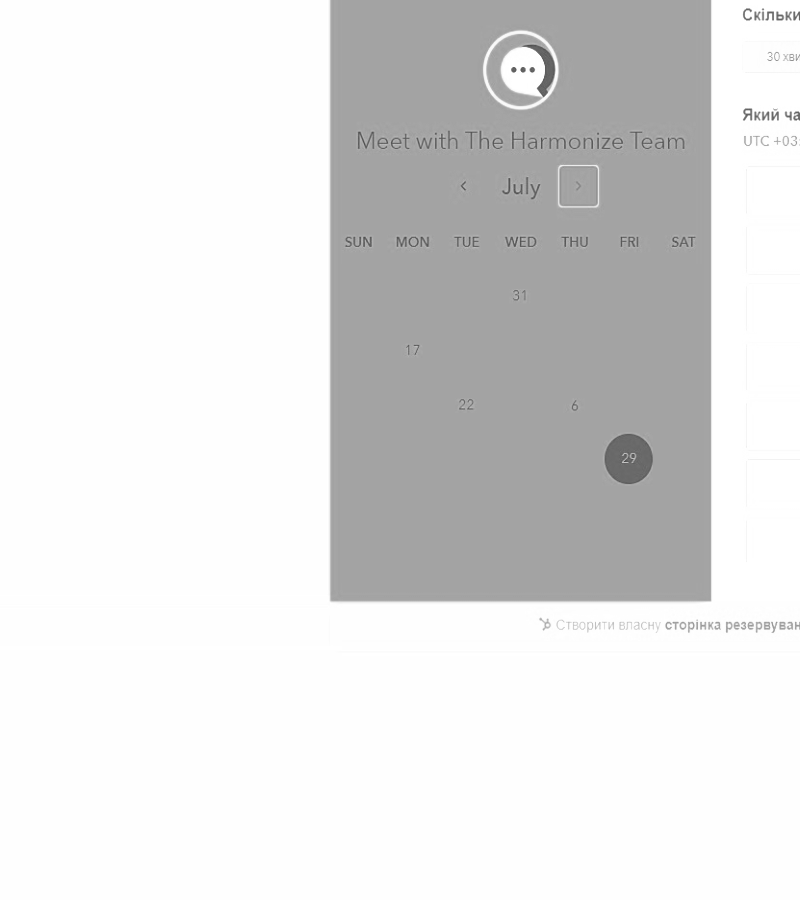 Скільки
30 хви
Meet with The Harmonize Team
Який ча
UTC +03:
July
SUN MON TUE WED THU FRI SAT
31
17
22 6
29
Створити власну сторінка резервуван